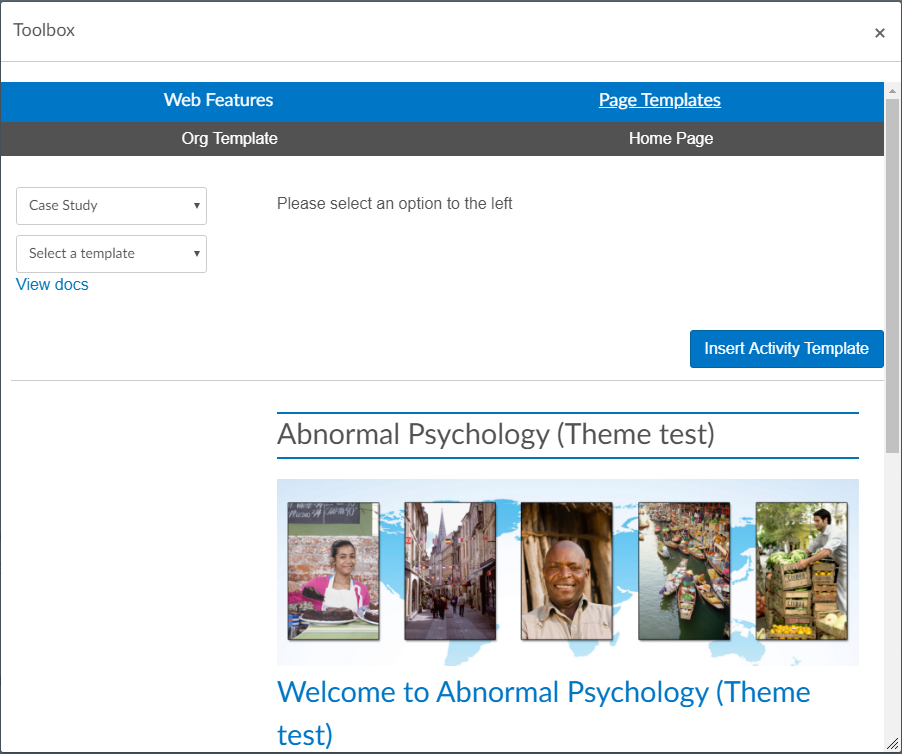 Toolbox
×
Web Features
Page Templates
Org Template
Home Page
Case Study
Please select an option to the left
Select a template
View docs
Insert Activity Template
Abnormal Psychology (Theme test)
Welcome to Abnormal Psychology (Theme
test)